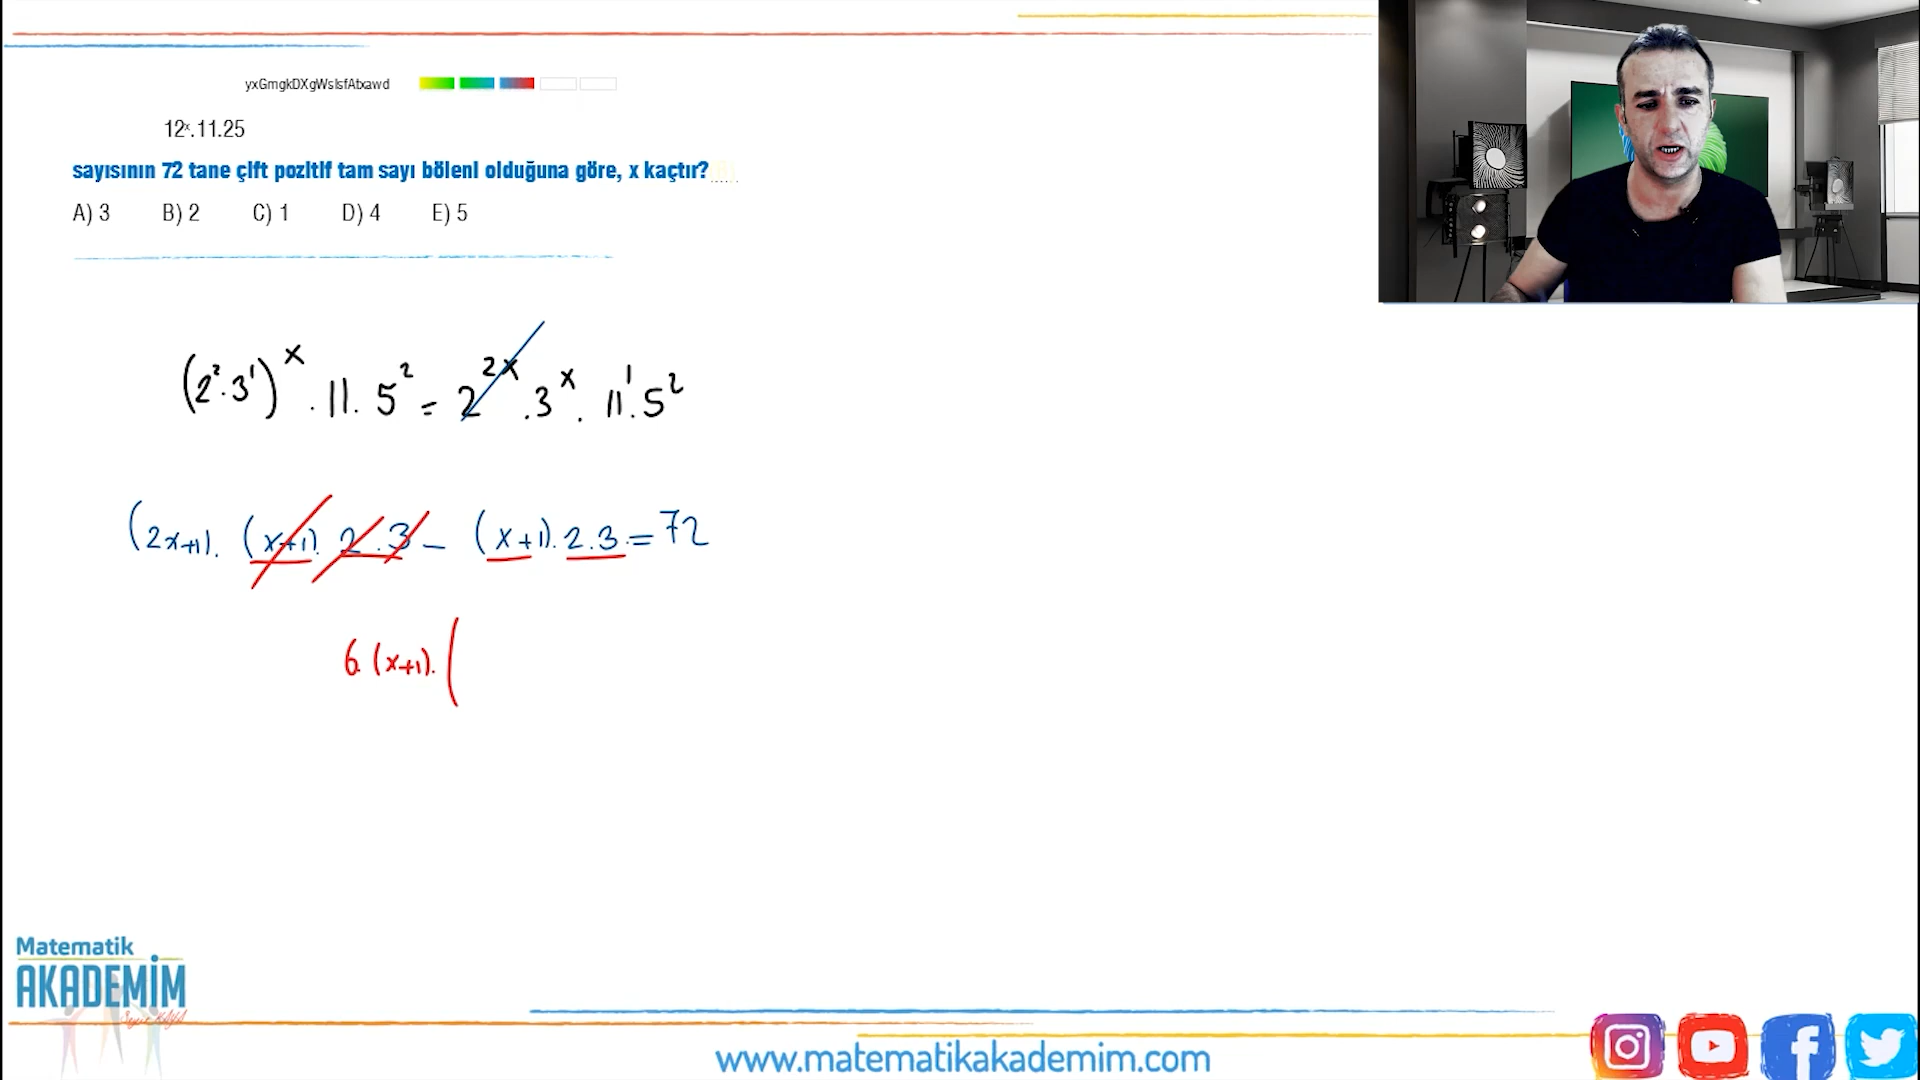 yxGmgkDXgWsIsfAtxawd
12ˣ.11.25
sayısının 72 tane çift pozitif tam sayı böleni olduğuna göre, x kaçtır?
A) 3 B) 2 C) 1 D) 4 E) 5
(2².3¹)ˣ.11.5² = 2²ˣ.3ˣ.11¹.5²
(2x+1).(x+1).2.3 - (x+1).2.3.=72
6.(x+1).(
Matematik
AKADEMİM
www.matematikakademim.com